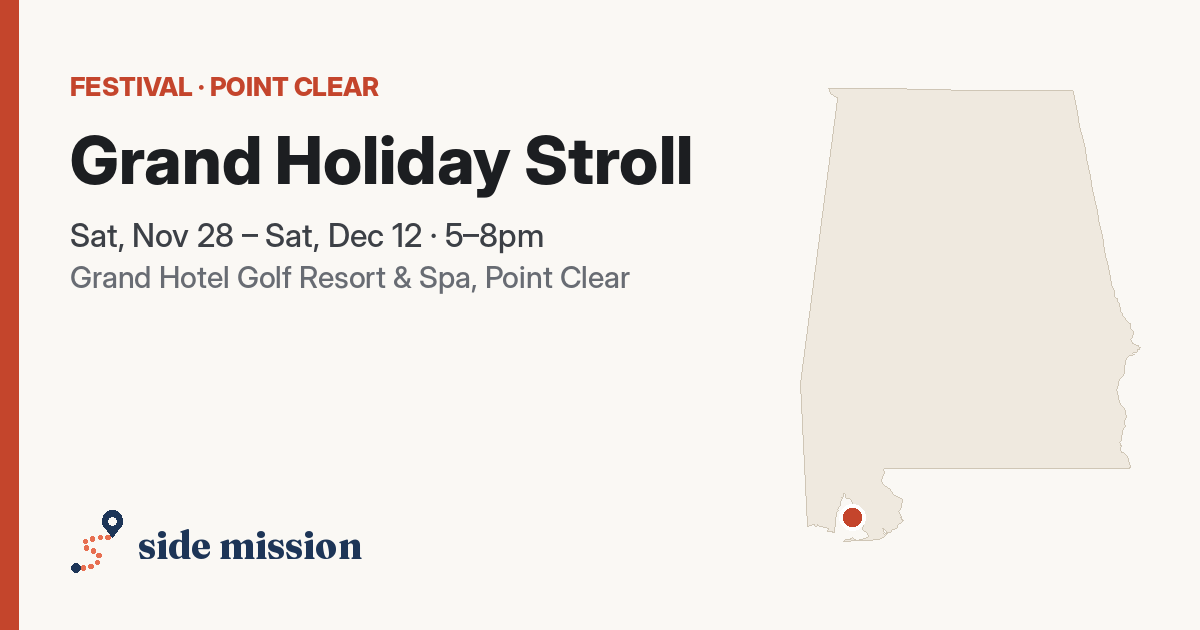 FESTIVAL · POINT CLEAR
Grand Holiday Stroll
Sat, Nov 28 – Sat, Dec 12 · 5–8pm
Grand Hotel Golf Resort & Spa, Point Clear
side mission